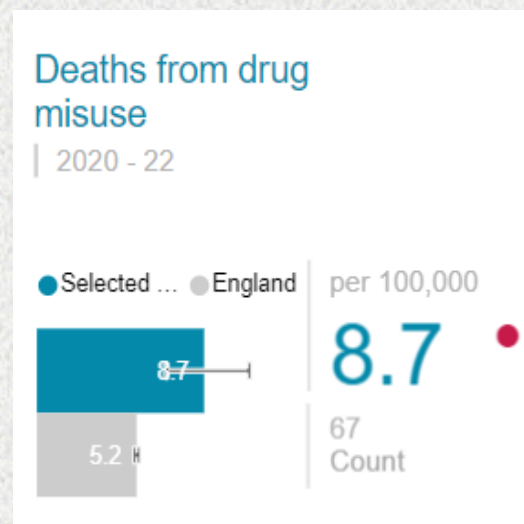 Deaths from drug
misuse
2020 - 22
Selected ... England
per 100,000
8.7
8.7
5.2
67
Count